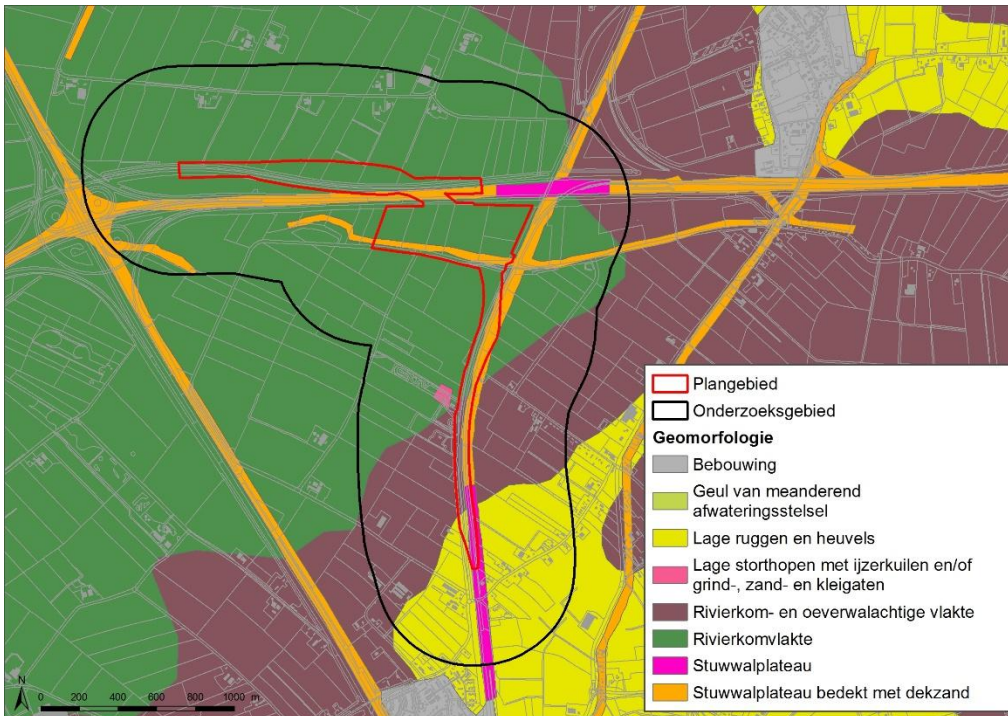 Plangebied
Onderzoeksgebied
Geomorfologie
Bebouwing
Geul van meanderend
afwateringsstelsel
Lage ruggen en heuvels
Lage storthopen met ijzerkuilen en/of
grind-, zand- en kleigaten
Rivierkom- en oeverwalachtige vlakte
Rivierkomvlakte
Stuwwalplateau
Stuwwalplateau bedekt met dekzand
N
0 200 400 600 800 1000 m